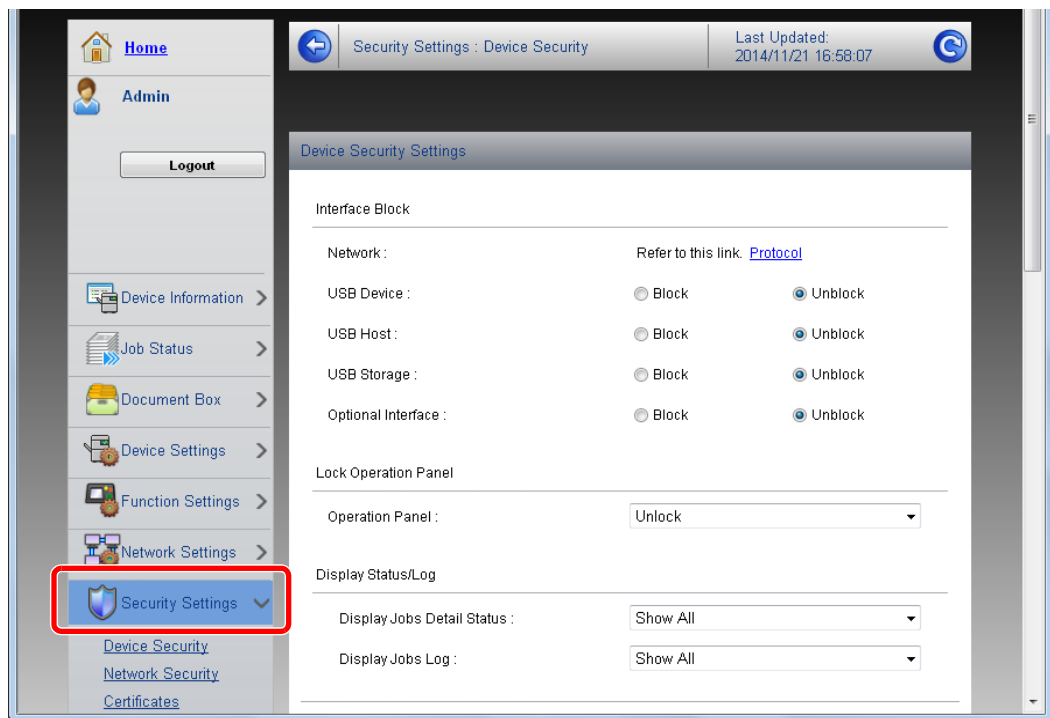 Home
Admin
Logout
Device Information
Job Status
Document Box
Device Settings
Function Settings
Network Settings
Security Settings
Device Security
Network Security
Certificates
Security Settings : Device Security
Last Updated:
2014/11/21 16:58:07
Device Security Settings
Interface Block
Network : Refer to this link. Protocol
USB Device : Block Unblock
USB Host : Block Unblock
USB Storage : Block Unblock
Optional Interface : Block Unblock
Lock Operation Panel
Operation Panel : Unlock
Display Status/Log
Display Jobs Detail Status : Show All
Display Jobs Log : Show All